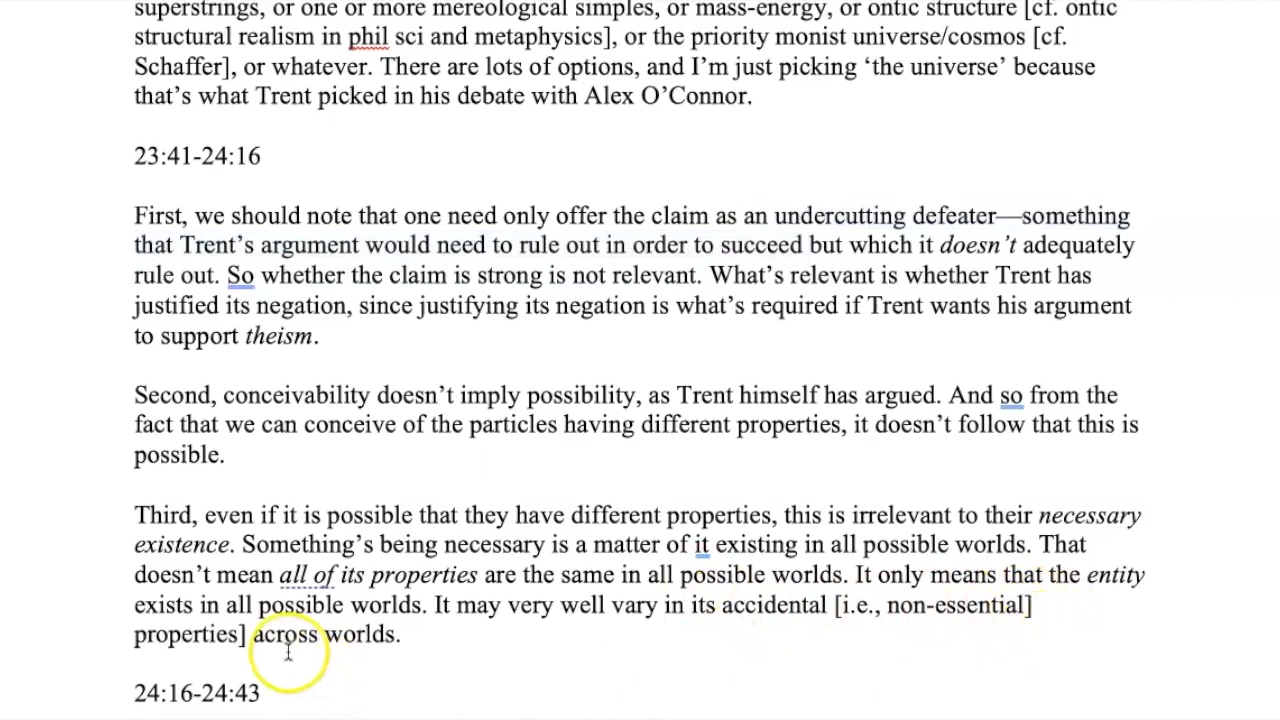 superstrings, or one or more mereological simples, or mass-energy, or ontic structure [cf. ontic
structural realism in phil sci and metaphysics], or the priority monist universe/cosmos [cf.
Schaffer], or whatever. There are lots of options, and I’m just picking ‘the universe’ because
that’s what Trent picked in his debate with Alex O’Connor.
23:41-24:16
First, we should note that one need only offer the claim as an undercutting defeater—something
that Trent’s argument would need to rule out in order to succeed but which it doesn’t adequately
rule out. So whether the claim is strong is not relevant. What’s relevant is whether Trent has
justified its negation, since justifying its negation is what’s required if Trent wants his argument
to support theism.
Second, conceivability doesn’t imply possibility, as Trent himself has argued. And so from the
fact that we can conceive of the particles having different properties, it doesn’t follow that this is
possible.
Third, even if it is possible that they have different properties, this is irrelevant to their necessary
existence. Something’s being necessary is a matter of it existing in all possible worlds. That
doesn’t mean all of its properties are the same in all possible worlds. It only means that the entity
exists in all possible worlds. It may very well vary in its accidental [i.e., non-essential]
properties] across worlds.
24:16-24:43